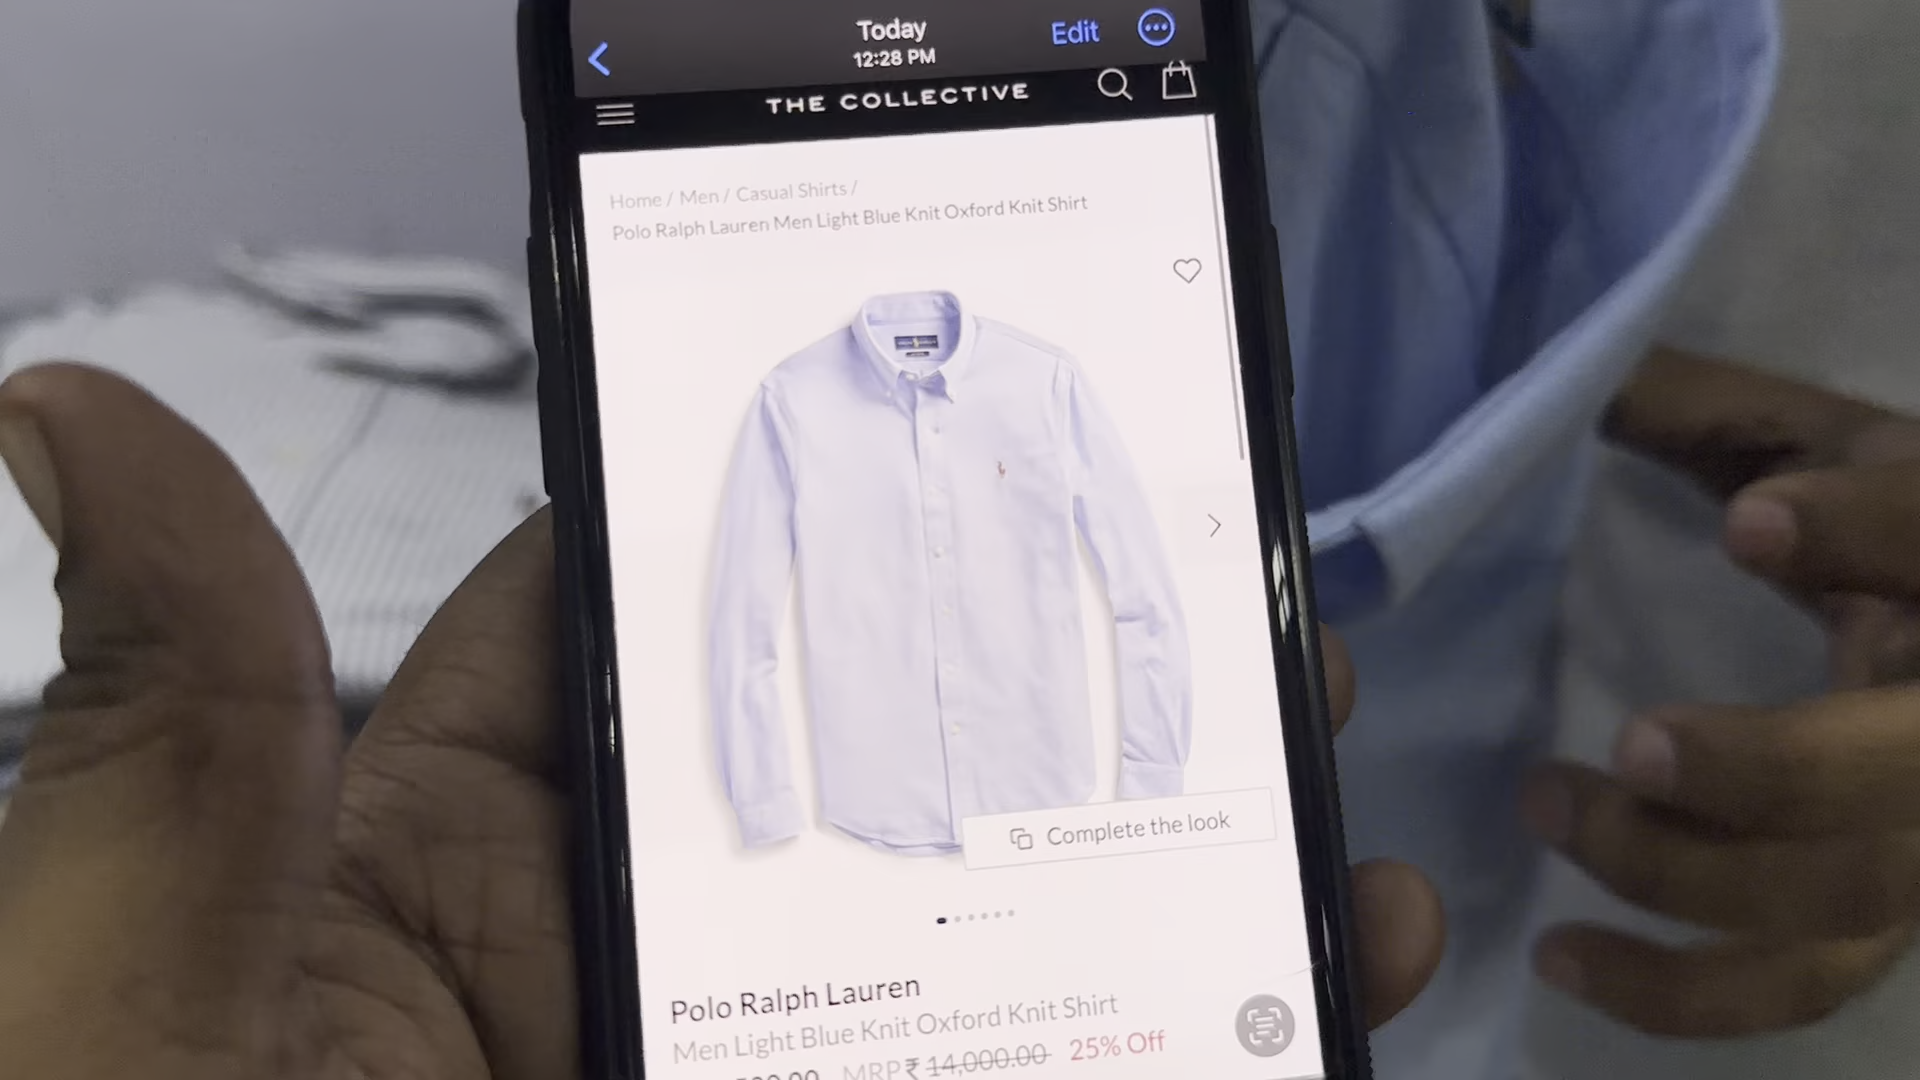 Today
12:28 PM
Edit
THE COLLECTIVE
Home / Men / Casual Shirts /
Polo Ralph Lauren Men Light Blue Knit Oxford Knit Shirt
Complete the look
Polo Ralph Lauren
Men Light Blue Knit Oxford Knit Shirt
MRP ₹ 14,000.00 25% Off